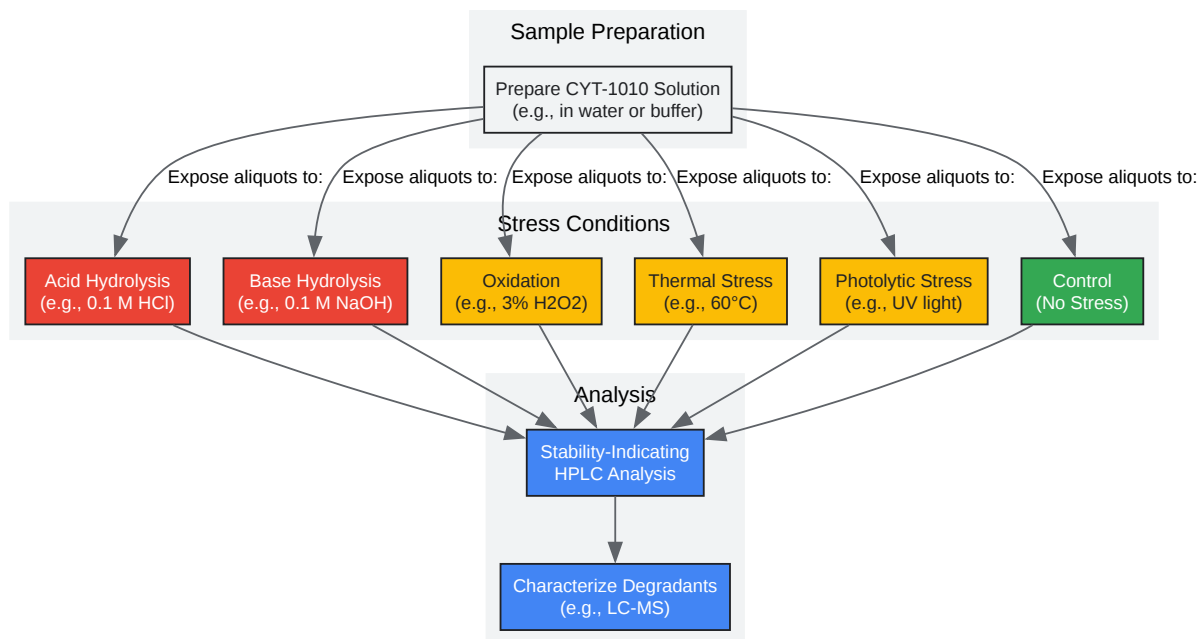 Sample Preparation
Prepare CYT-1010 Solution
(e.g., in water or buffer)
Expose aliquots to:
Expose aliquots to:
Expose aliquots to:
Expose aliquots to:
Expose aliquots to:
Expose aliquots to:
Stress Conditions
Acid Hydrolysis
(e.g., 0.1 M HCl)
Base Hydrolysis
(e.g., 0.1 M NaOH)
Oxidation
(e.g., 3% H2O2)
Thermal Stress
(e.g., 60°C)
Photolytic Stress
(e.g., UV light)
Control
(No Stress)
Analysis
Stability-Indicating
HPLC Analysis
Characterize Degradants
(e.g., LC-MS)